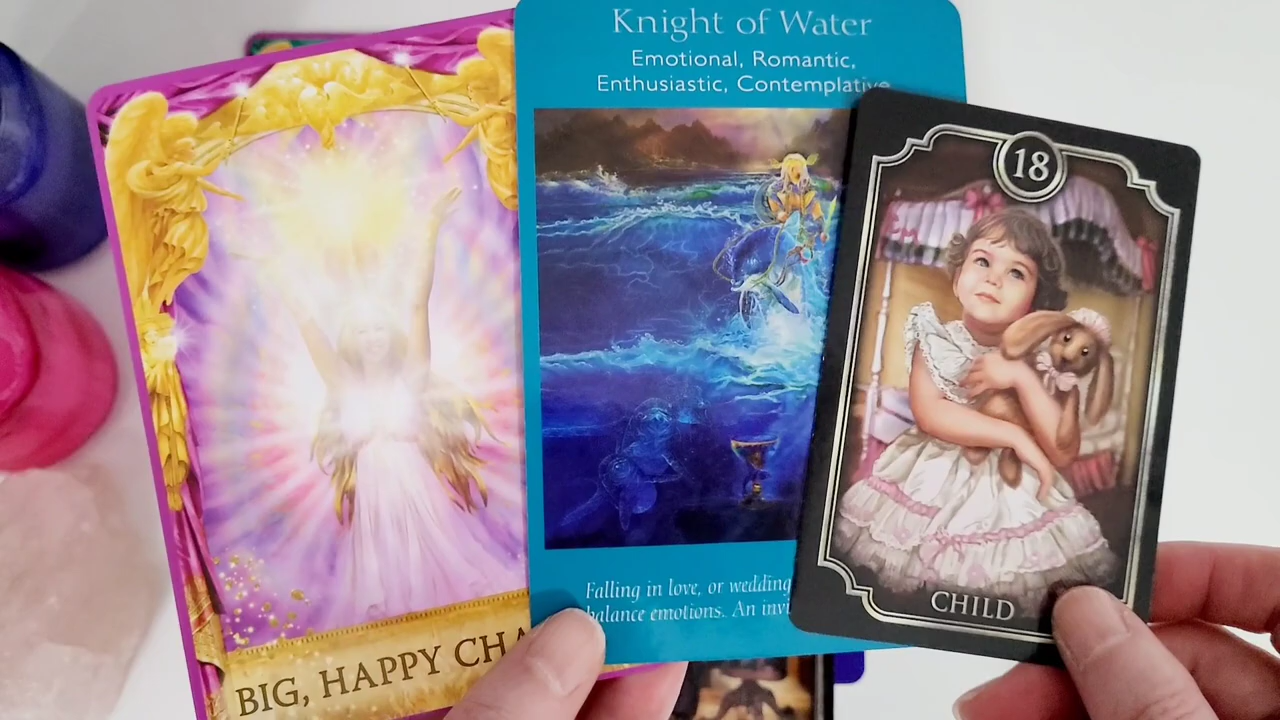 BIG, HAPPY CHA
Knight of Water
Emotional, Romantic,
Enthusiastic, Contemplative
Falling in love, or wedding
balance emotions. An invi
18
CHILD